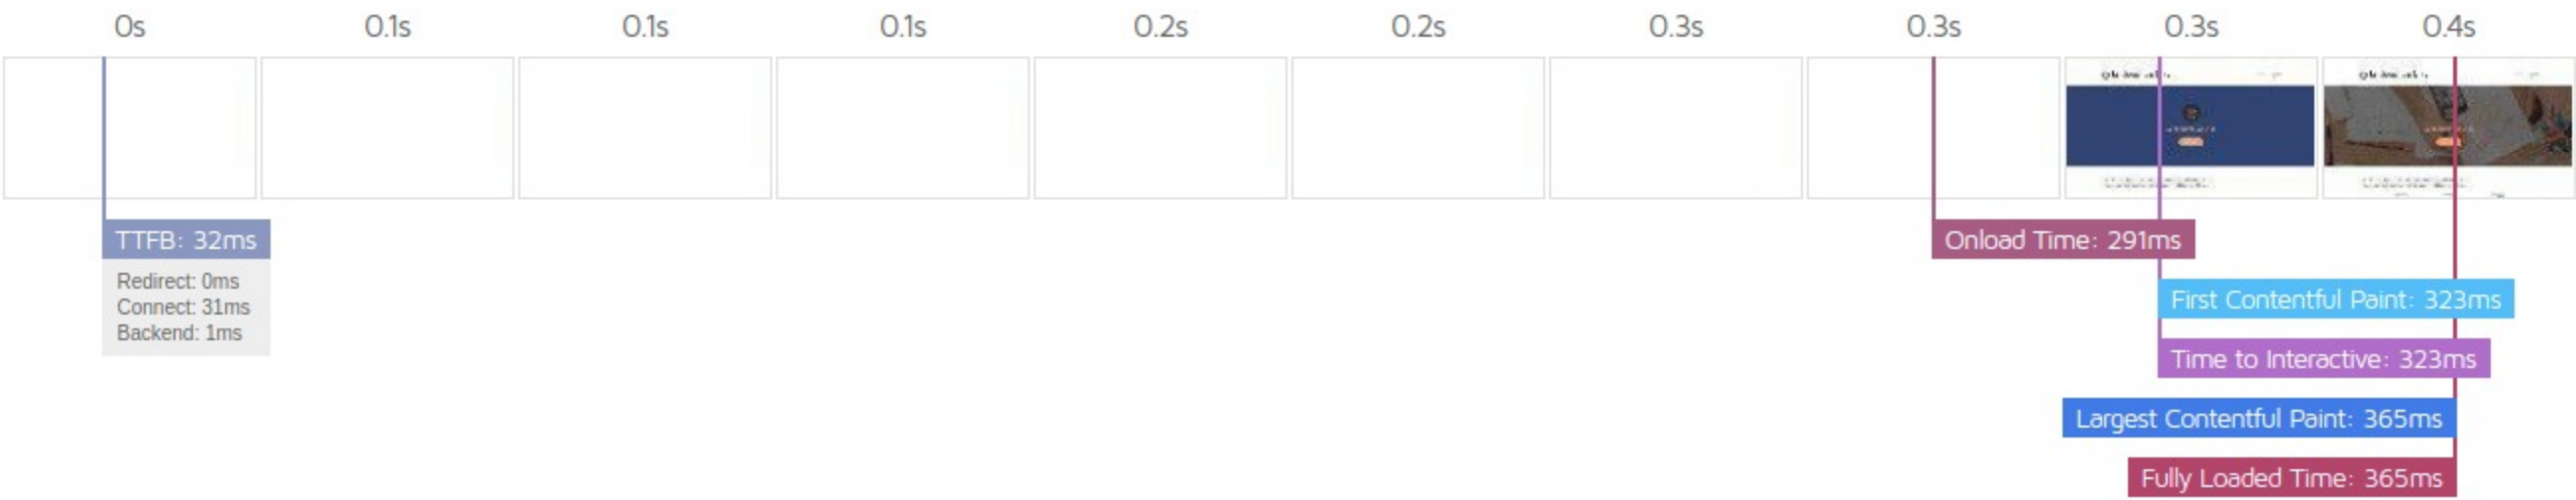 0s 0.1s 0.1s 0.1s 0.2s 0.2s 0.3s 0.3s 0.3s 0.4s
TTFB: 32ms
Redirect: 0ms
Connect: 31ms
Backend: 1ms
Onload Time: 291ms
First Contentful Paint: 323ms
Time to Interactive: 323ms
Largest Contentful Paint: 365ms
Fully Loaded Time: 365ms